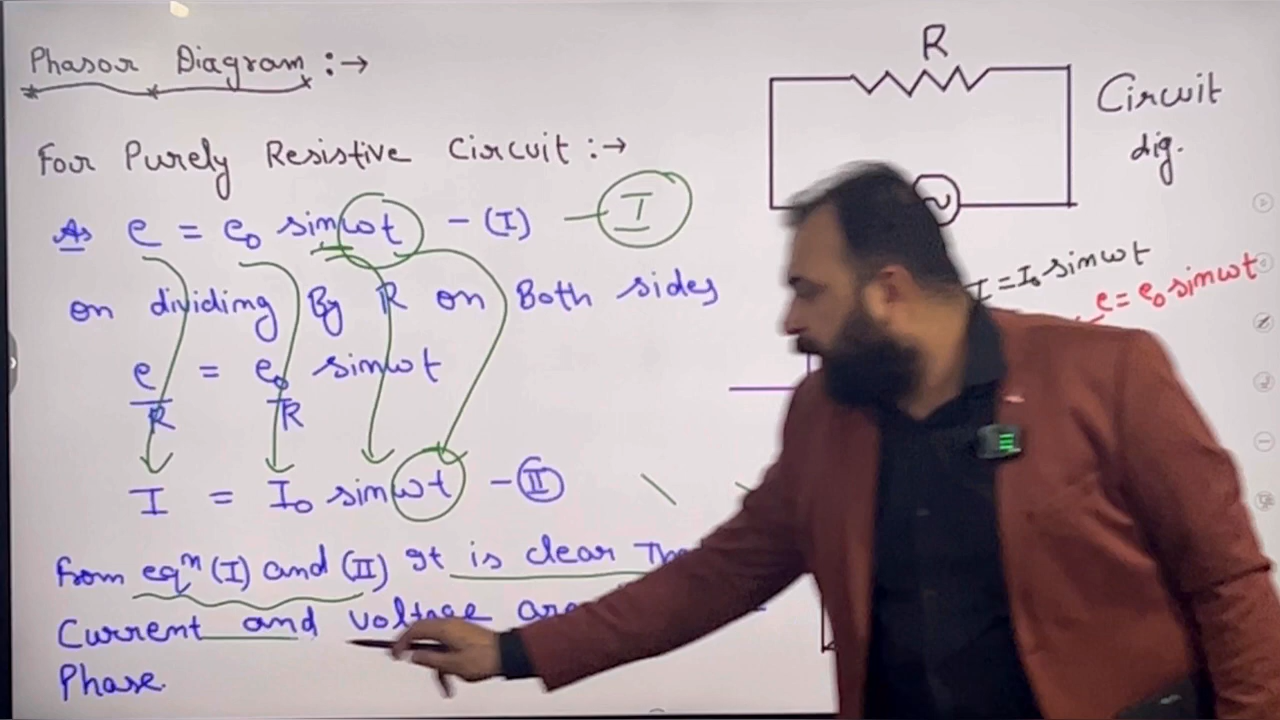 Phasor Diagram :→
For Purely Resistive Circuit :→
As e = e₀ sinωt - (I) - I
on dividing By R on Both sides
e/R = e₀/R sinωt
I = I₀ sinωt - (II)
From eqⁿ (I) and (II) It is clear
Current and voltage are
Phase.
R
Circuit
dig.
~
I = I₀ sinωt
e = e₀ sinωt